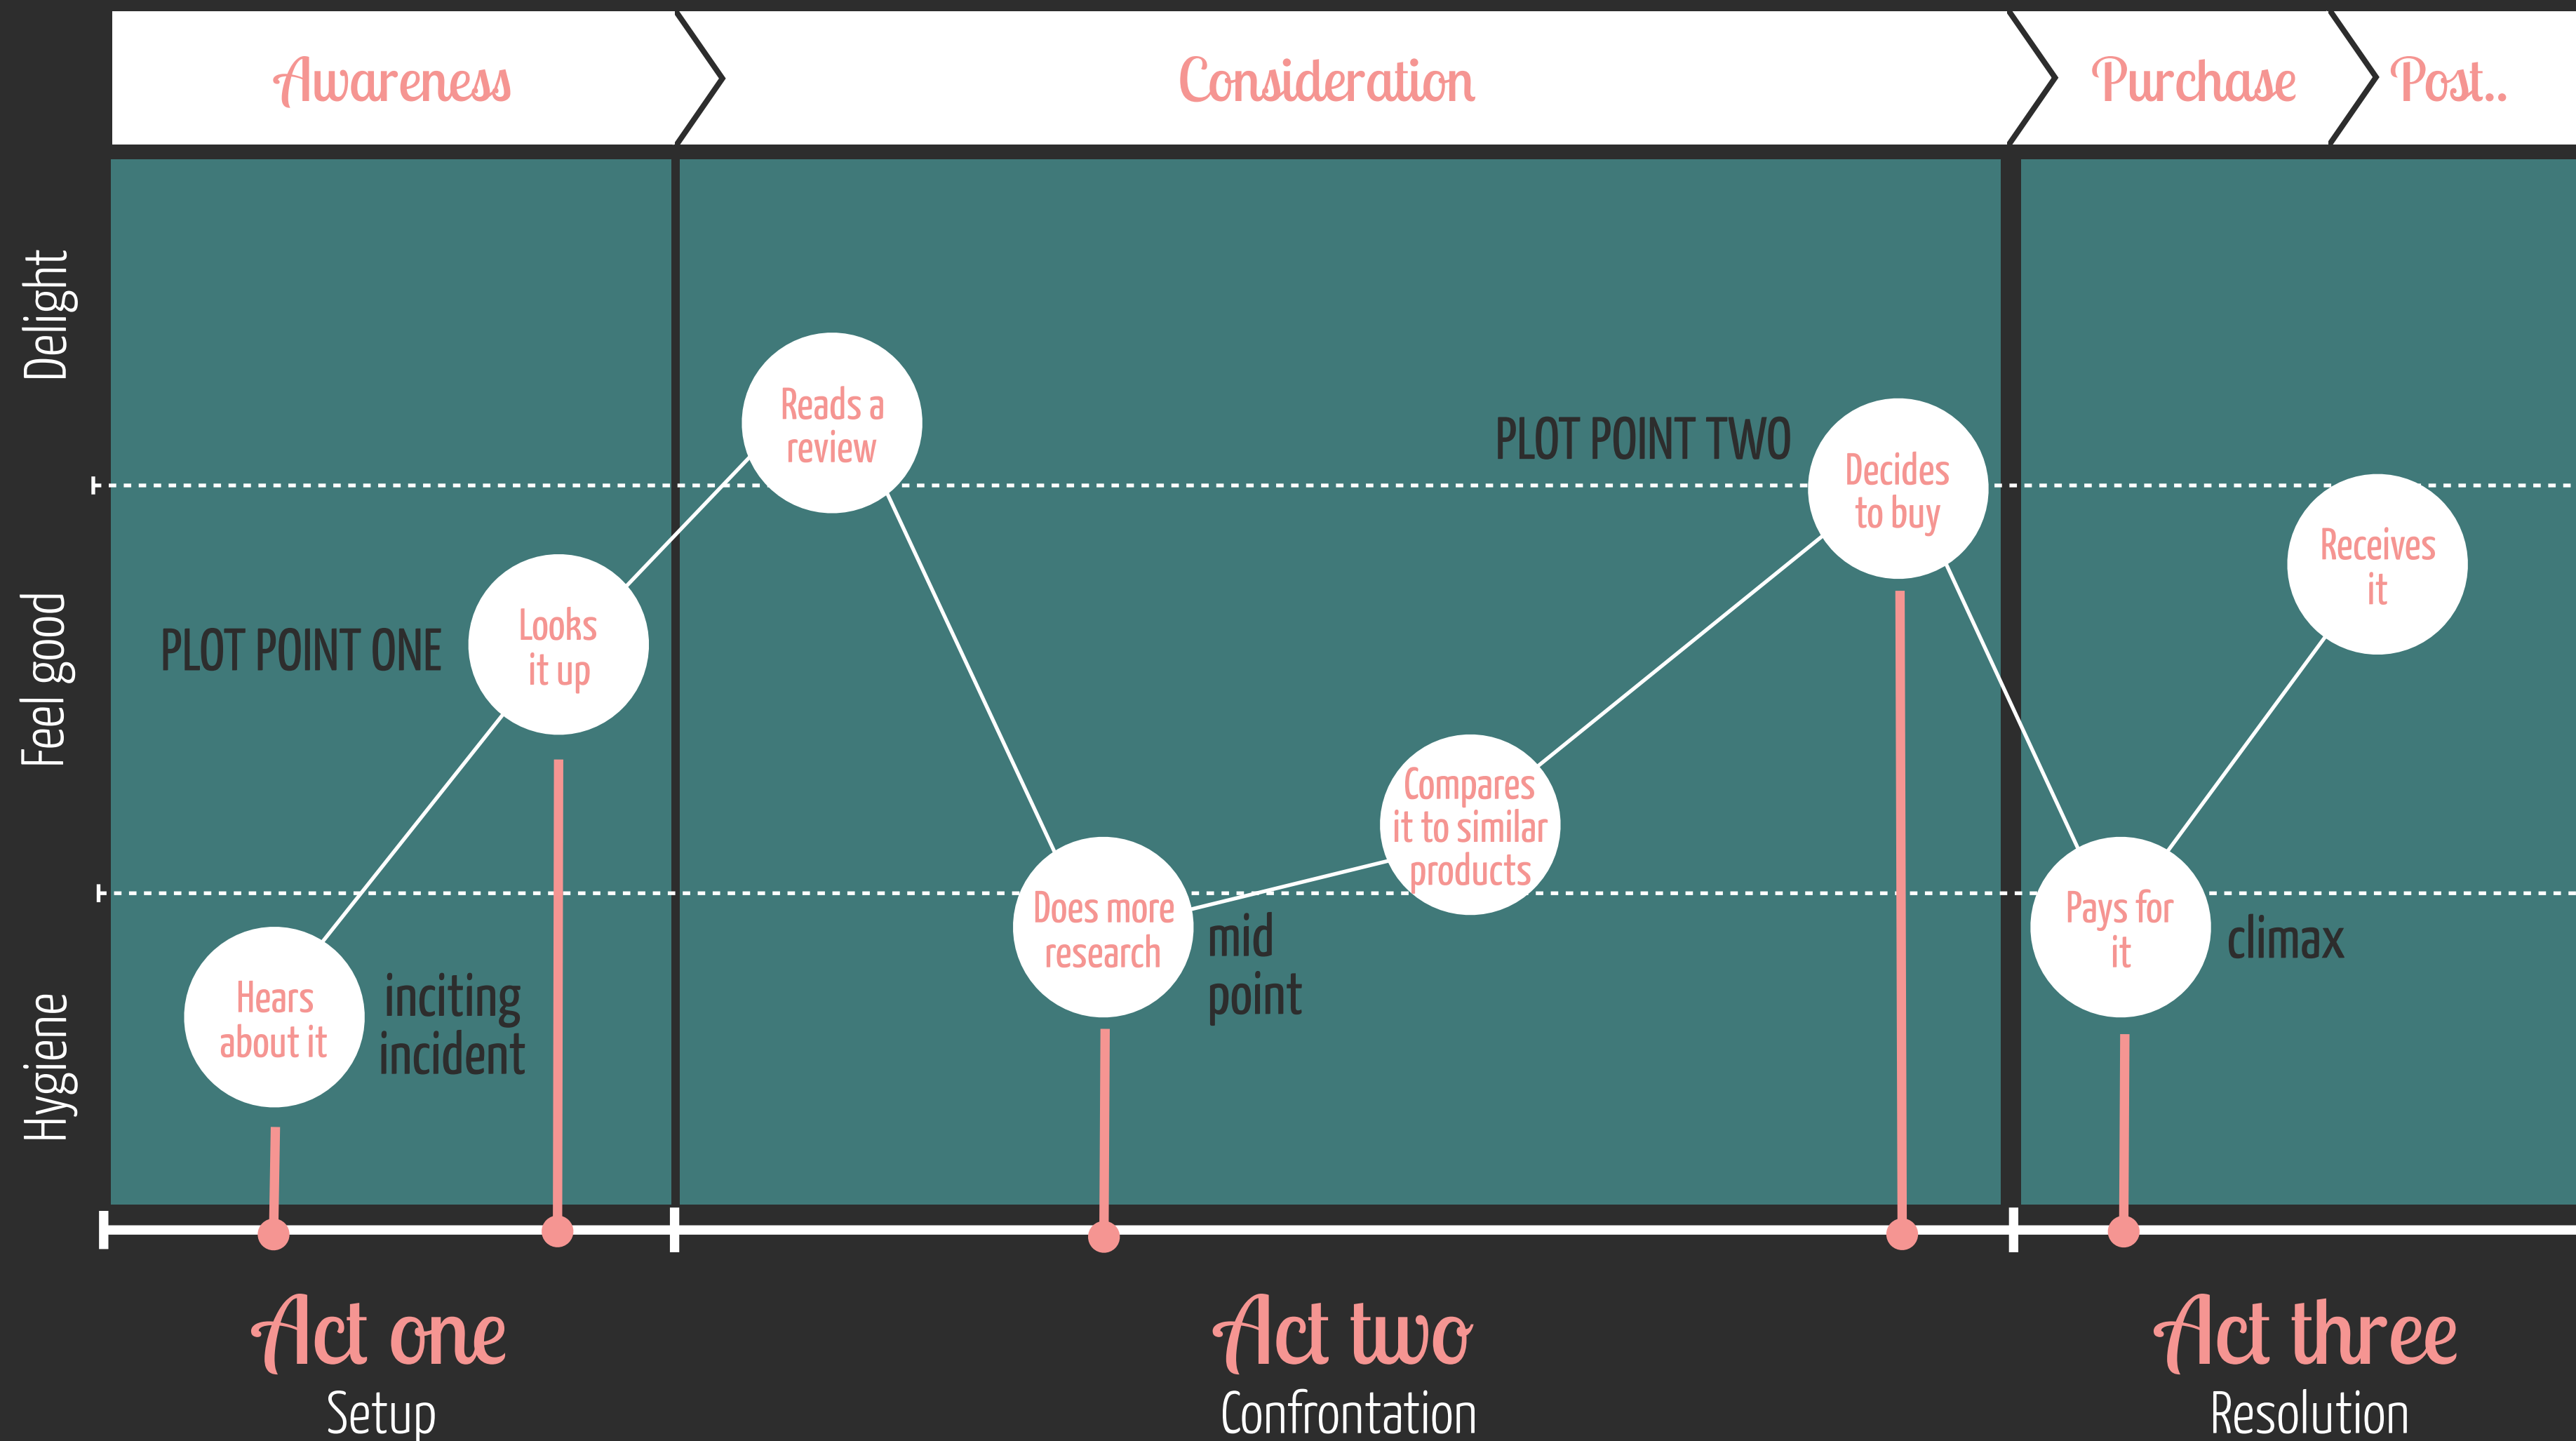 Awareness
Consideration
Purchase
Post..
Delight
Feel good
Hygiene
Hears
about it
inciting
incident
PLOT POINT ONE
Looks
it up
Reads a
review
Does more
research
mid
point
Compares
it to similar
products
PLOT POINT TWO
Decides
to buy
Pays for
it
climax
Receives
it
Act one
Setup
Act two
Confrontation
Act three
Resolution